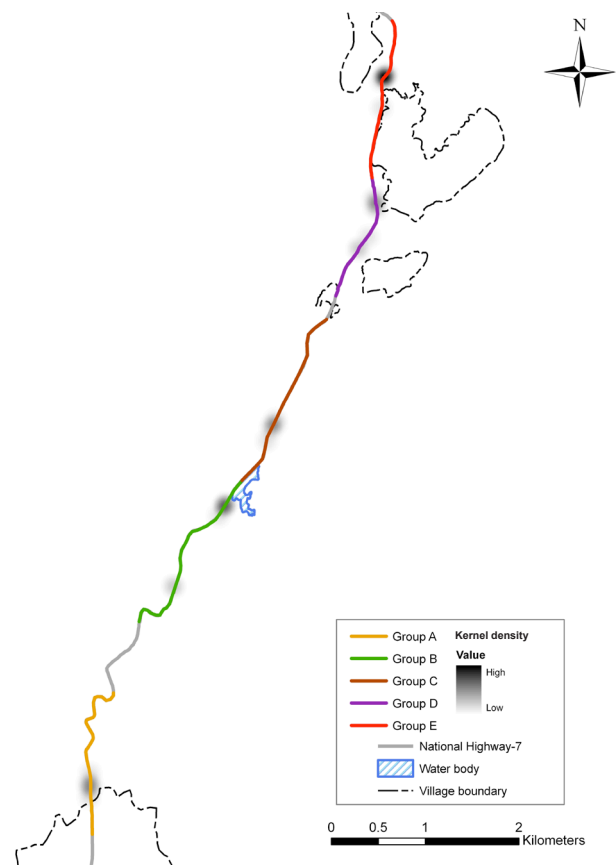 N
Group A
Kernel density
Group B
Value
Group C
High
Group D
Low
Group E
National Highway-7
Water body
Village boundary
0 0.5 1 2
Kilometers